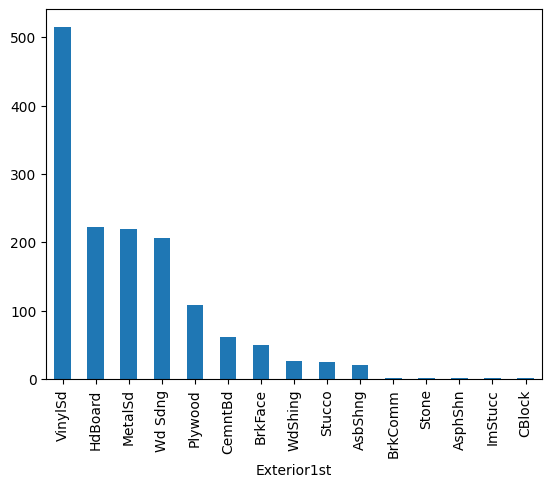 500
400
300
200
100
0
VinylSd
HdBoard
MetalSd
Wd Sdng
Plywood
CemntBd
BrkFace
WdShing
Stucco
AsbShng
BrkComm
Stone
AsphShn
ImStucc
CBlock
Exterior1st